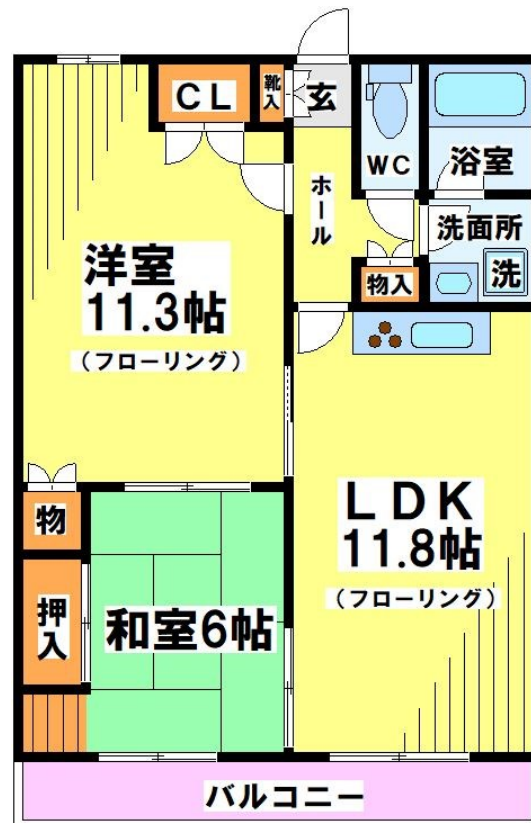 CL
靴入
玄
WC
浴室
ホール
洗面所
洗
物入
洋室
11.3帖
(フローリング)
LDK
11.8帖
(フローリング)
物
押入
和室6帖
バルコニー